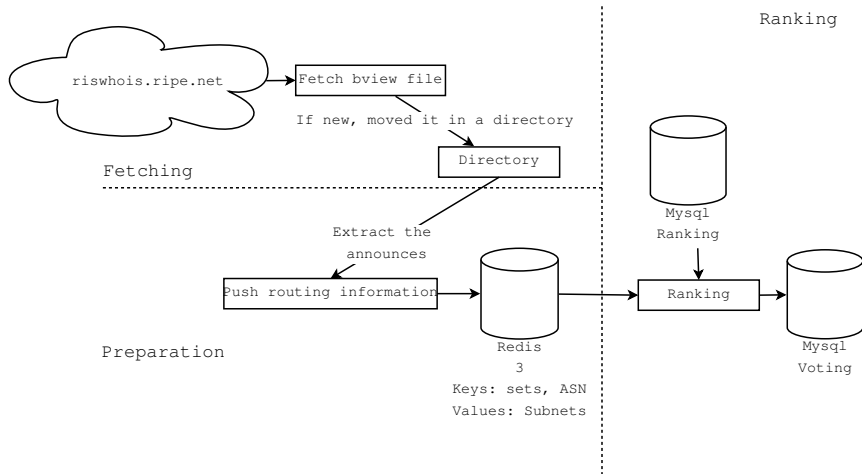 Ranking
riswhois.ripe.net
Fetch bview file
If new, moved it in a directory
Directory
Fetching
Mysql
Ranking
Extract the
announces
Push routing information
Ranking
Preparation
Redis
3
Keys: sets, ASN
Values: Subnets
Mysql
Voting